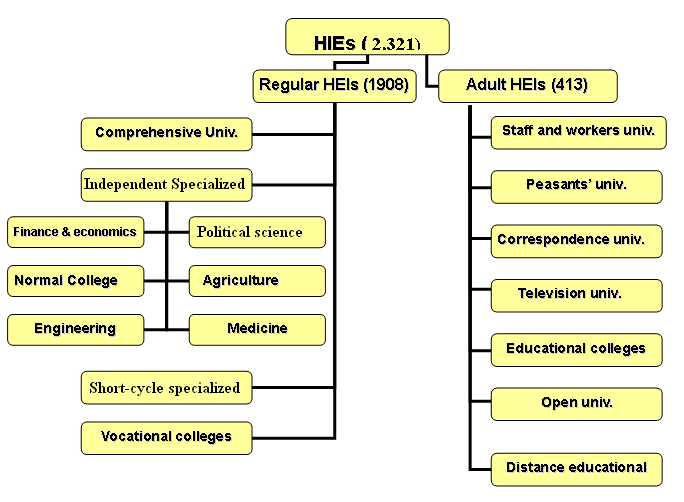 HIEs ( 2.321)
Regular HEIs (1908)
Adult HEIs (413)
Comprehensive Univ.
Independent Specialized
Finance & economics
Political science
Normal College
Agriculture
Engineering
Medicine
Short-cycle specialized
Vocational colleges
Staff and workers univ.
Peasants’ univ.
Correspondence univ.
Television univ.
Educational colleges
Open univ.
Distance educational